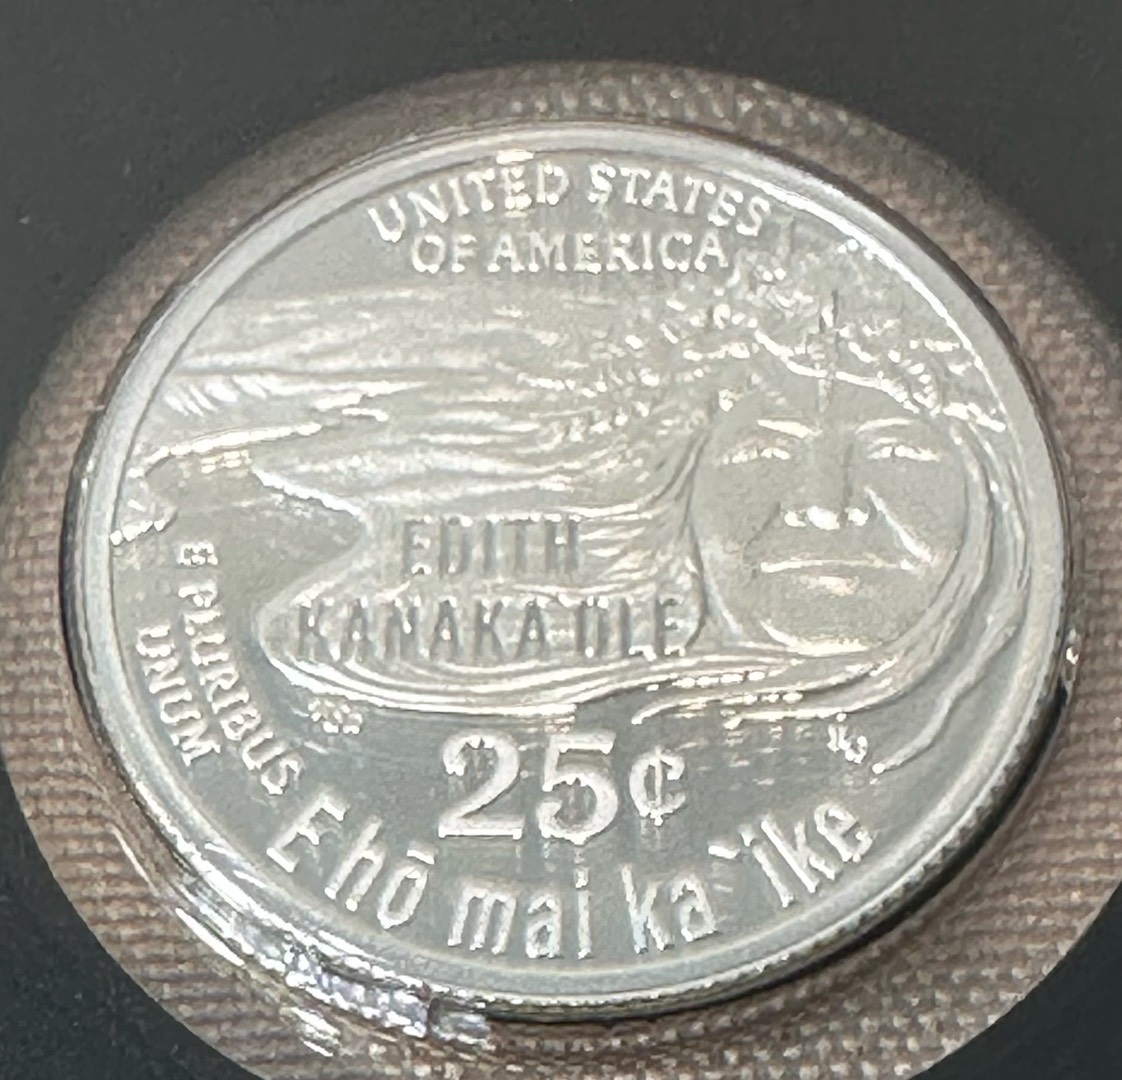 UNITED STATES
OF AMERICA
EDITH
KANAKAʻOLE
E PLURIBUS
UNUM
25¢
E hō mai ka ʻike